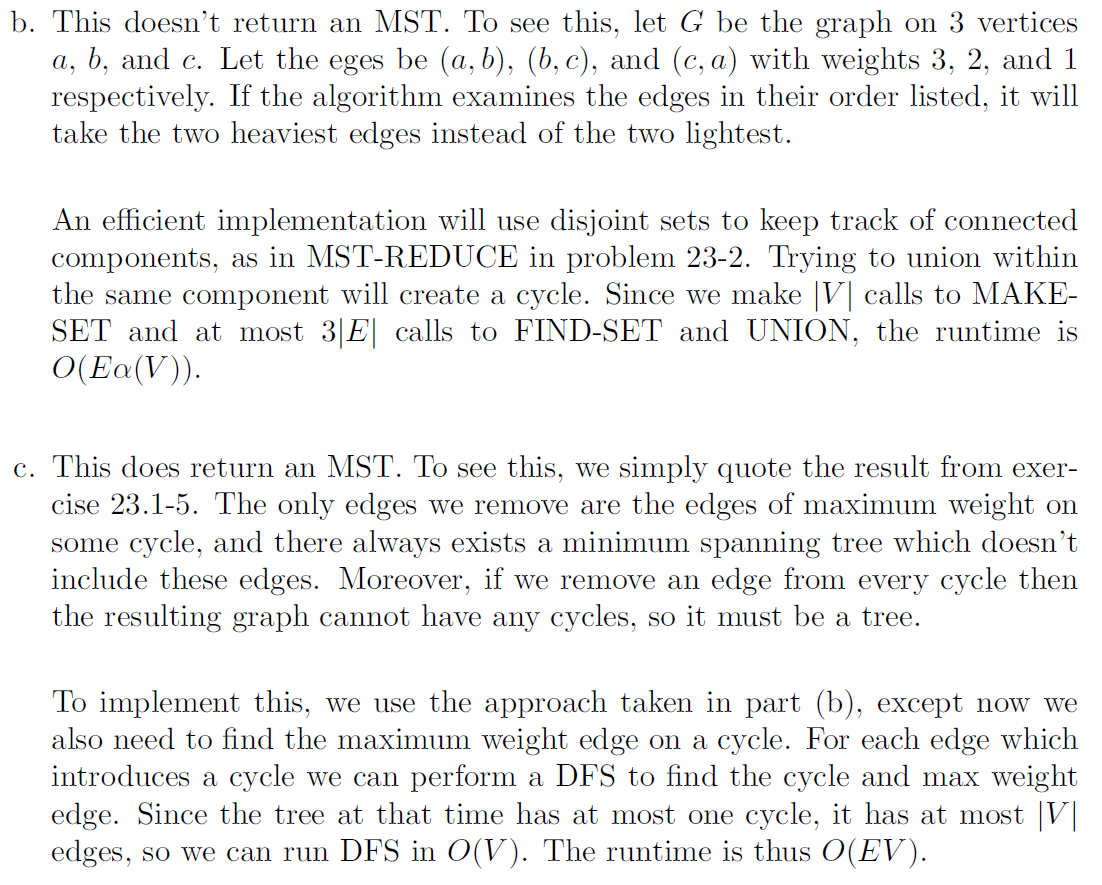 b. This doesn't return an MST. To see this, let G be the graph on 3 vertices
a, b, and c. Let the eges be (a, b), (b, c), and (c, a) with weights 3, 2, and 1
respectively. If the algorithm examines the edges in their order listed, it will
take the two heaviest edges instead of the two lightest.
An efficient implementation will use disjoint sets to keep track of connected
components, as in MST-REDUCE in problem 23-2. Trying to union within
the same component will create a cycle. Since we make |V| calls to MAKE-
SET and at most 3|E| calls to FIND-SET and UNION, the runtime is
O(Eα(V)).
c. This does return an MST. To see this, we simply quote the result from exer-
cise 23.1-5. The only edges we remove are the edges of maximum weight on
some cycle, and there always exists a minimum spanning tree which doesn't
include these edges. Moreover, if we remove an edge from every cycle then
the resulting graph cannot have any cycles, so it must be a tree.
To implement this, we use the approach taken in part (b), except now we
also need to find the maximum weight edge on a cycle. For each edge which
introduces a cycle we can perform a DFS to find the cycle and max weight
edge. Since the tree at that time has at most one cycle, it has at most |V|
edges, so we can run DFS in O(V). The runtime is thus O(EV).